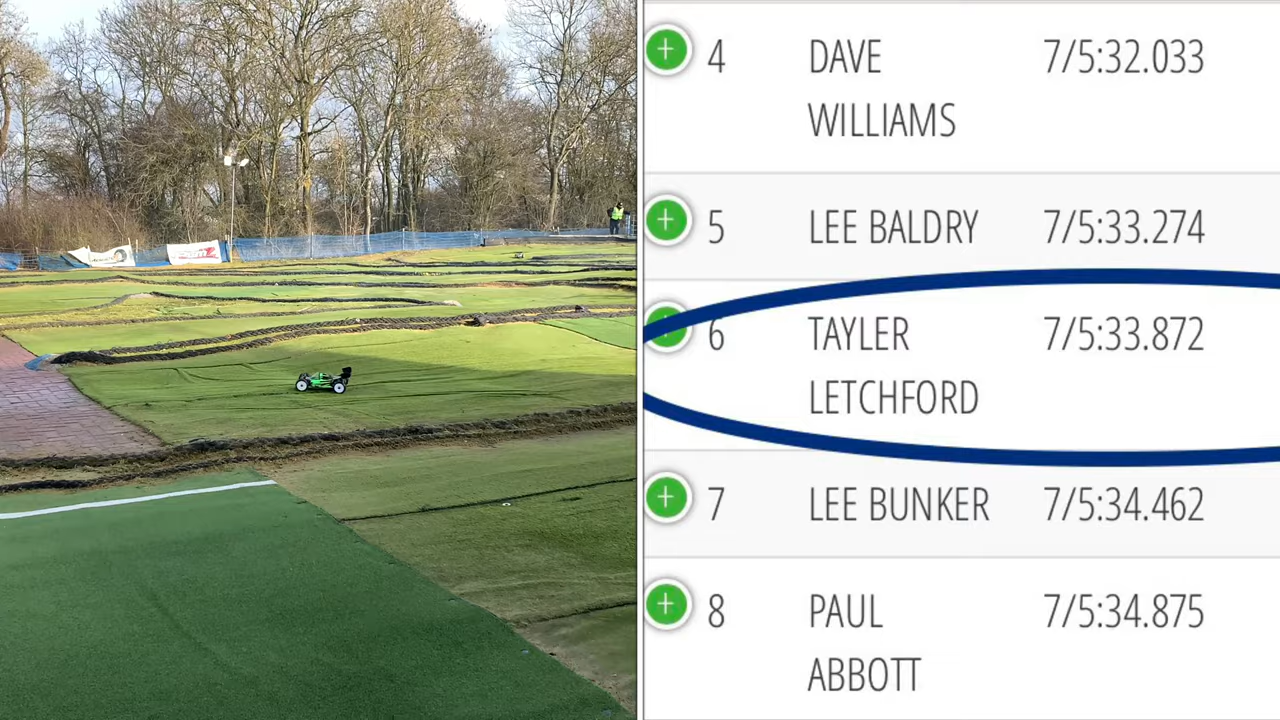 4 DAVE 7/5:32.033
WILLIAMS
5 LEE BALDRY 7/5:33.274
6 TAYLER 7/5:33.872
LETCHFORD
7 LEE BUNKER 7/5:34.462
8 PAUL 7/5:34.875
ABBOTT